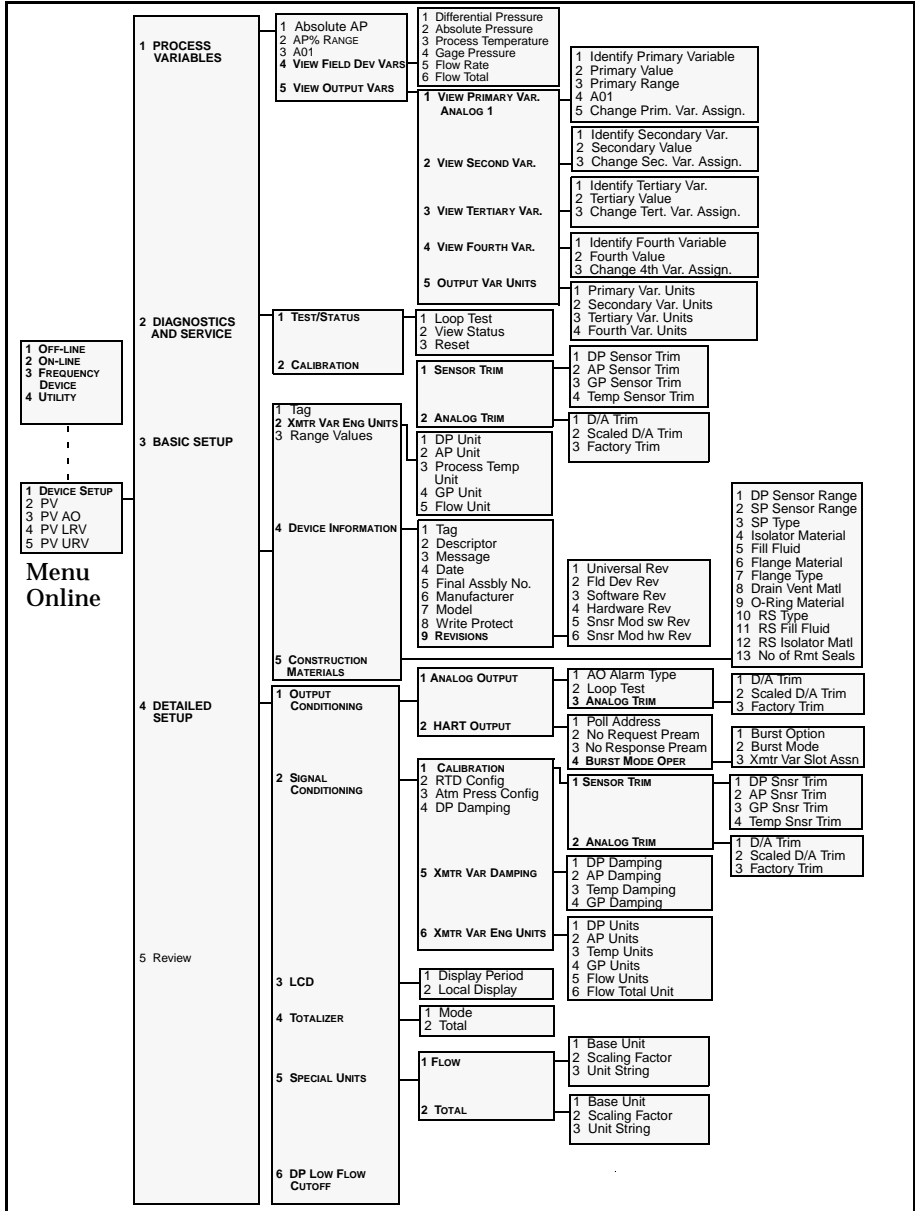 1 OFF-LINE
2 ON-LINE
3 FREQUENCY
DEVICE
4 UTILITY
1 DEVICE SETUP
2 PV
3 PV AO
4 PV LRV
5 PV URV
Menu
Online
1 PROCESS
VARIABLES
2 DIAGNOSTICS
AND SERVICE
3 BASIC SETUP
4 DETAILED
SETUP
5 Review
1 Absolute AP
2 AP% RANGE
3 A01
4 VIEW FIELD DEV VARS
5 VIEW OUTPUT VARS
1 Differential Pressure
2 Absolute Pressure
3 Process Temperature
4 Gage Pressure
5 Flow Rate
6 Flow Total
1 VIEW PRIMARY VAR.
ANALOG 1
2 VIEW SECOND VAR.
3 VIEW TERTIARY VAR.
4 VIEW FOURTH VAR.
5 OUTPUT VAR UNITS
1 Identify Primary Variable
2 Primary Value
3 Primary Range
4 A01
5 Change Prim. Var. Assign.
1 Identify Secondary Var.
2 Secondary Value
3 Change Sec. Var. Assign.
1 Identify Tertiary Var.
2 Tertiary Value
3 Change Tert. Var. Assign.
1 Identify Fourth Variable
2 Fourth Value
3 Change 4th Var. Assign.
1 Primary Var. Units
2 Secondary Var. Units
3 Tertiary Var. Units
4 Fourth Var. Units
1 TEST/STATUS
2 CALIBRATION
1 Loop Test
2 View Status
3 Reset
1 SENSOR TRIM
2 ANALOG TRIM
1 DP Sensor Trim
2 AP Sensor Trim
3 GP Sensor Trim
4 Temp Sensor Trim
1 D/A Trim
2 Scaled D/A Trim
3 Factory Trim
1 Tag
2 XMTR VAR ENG UNITS
3 Range Values
4 DEVICE INFORMATION
5 CONSTRUCTION
MATERIALS
1 DP Unit
2 AP Unit
3 Process Temp
Unit
4 GP Unit
5 Flow Unit
1 Tag
2 Descriptor
3 Message
4 Date
5 Final Assbly No.
6 Manufacturer
7 Model
8 Write Protect
9 REVISIONS
1 Universal Rev
2 Fld Dev Rev
3 Software Rev
4 Hardware Rev
5 Snsr Mod sw Rev
6 Snsr Mod hw Rev
1 DP Sensor Range
2 SP Sensor Range
3 SP Type
4 Isolator Material
5 Fill Fluid
6 Flange Material
7 Flange Type
8 Drain Vent Matl
9 O-Ring Material
10 RS Type
11 RS Fill Fluid
12 RS Isolator Matl
13 No of Rmt Seals
1 OUTPUT
CONDITIONING
2 SIGNAL
CONDITIONING
3 LCD
4 TOTALIZER
5 SPECIAL UNITS
6 DP LOW FLOW
CUTOFF
1 ANALOG OUTPUT
2 HART OUTPUT
1 AO Alarm Type
2 Loop Test
3 ANALOG TRIM
1 D/A Trim
2 Scaled D/A Trim
3 Factory Trim
1 Poll Address
2 No Request Pream
3 No Response Pream
4 BURST MODE OPER
1 Burst Option
2 Burst Mode
3 Xmtr Var Slot Assn
1 CALIBRATION
2 RTD Config
3 Atm Press Config
4 DP Damping
5 XMTR VAR DAMPING
6 XMTR VAR ENG UNITS
1 SENSOR TRIM
2 ANALOG TRIM
1 DP Snsr Trim
2 AP Snsr Trim
3 GP Snsr Trim
4 Temp Snsr Trim
1 D/A Trim
2 Scaled D/A Trim
3 Factory Trim
1 DP Damping
2 AP Damping
3 Temp Damping
4 GP Damping
1 DP Units
2 AP Units
3 Temp Units
4 GP Units
5 Flow Units
6 Flow Total Unit
1 Display Period
2 Local Display
1 Mode
2 Total
1 FLOW
2 TOTAL
1 Base Unit
2 Scaling Factor
3 Unit String
1 Base Unit
2 Scaling Factor
3 Unit String